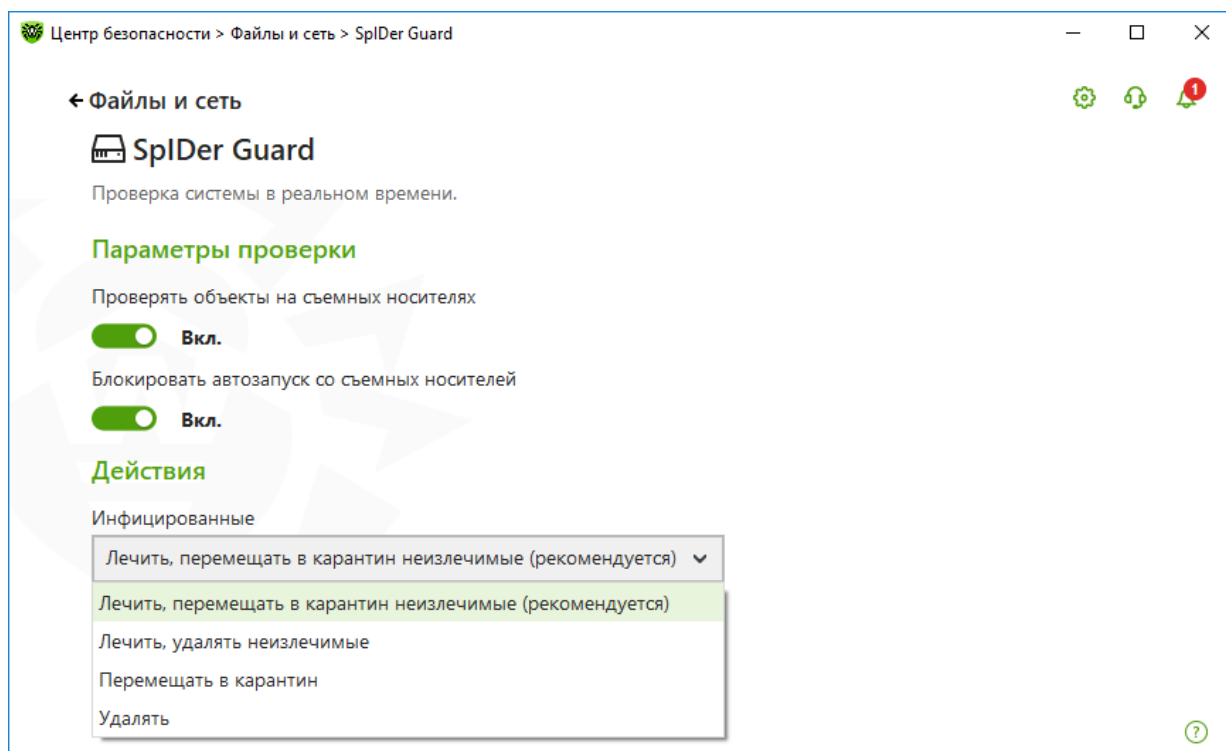 Центр безопасности > Файлы и сеть > SpIDer Guard
Файлы и сеть
1
SpIDer Guard
Проверка системы в реальном времени.
Параметры проверки
Проверять объекты на съемных носителях
Вкл.
Блокировать автозапуск со съемных носителей
Вкл.
Действия
Инфицированные
Лечить, перемещать в карантин неизлечимые (рекомендуется)
Лечить, перемещать в карантин неизлечимые (рекомендуется)
Лечить, удалять неизлечимые
Перемещать в карантин
Удалять
?